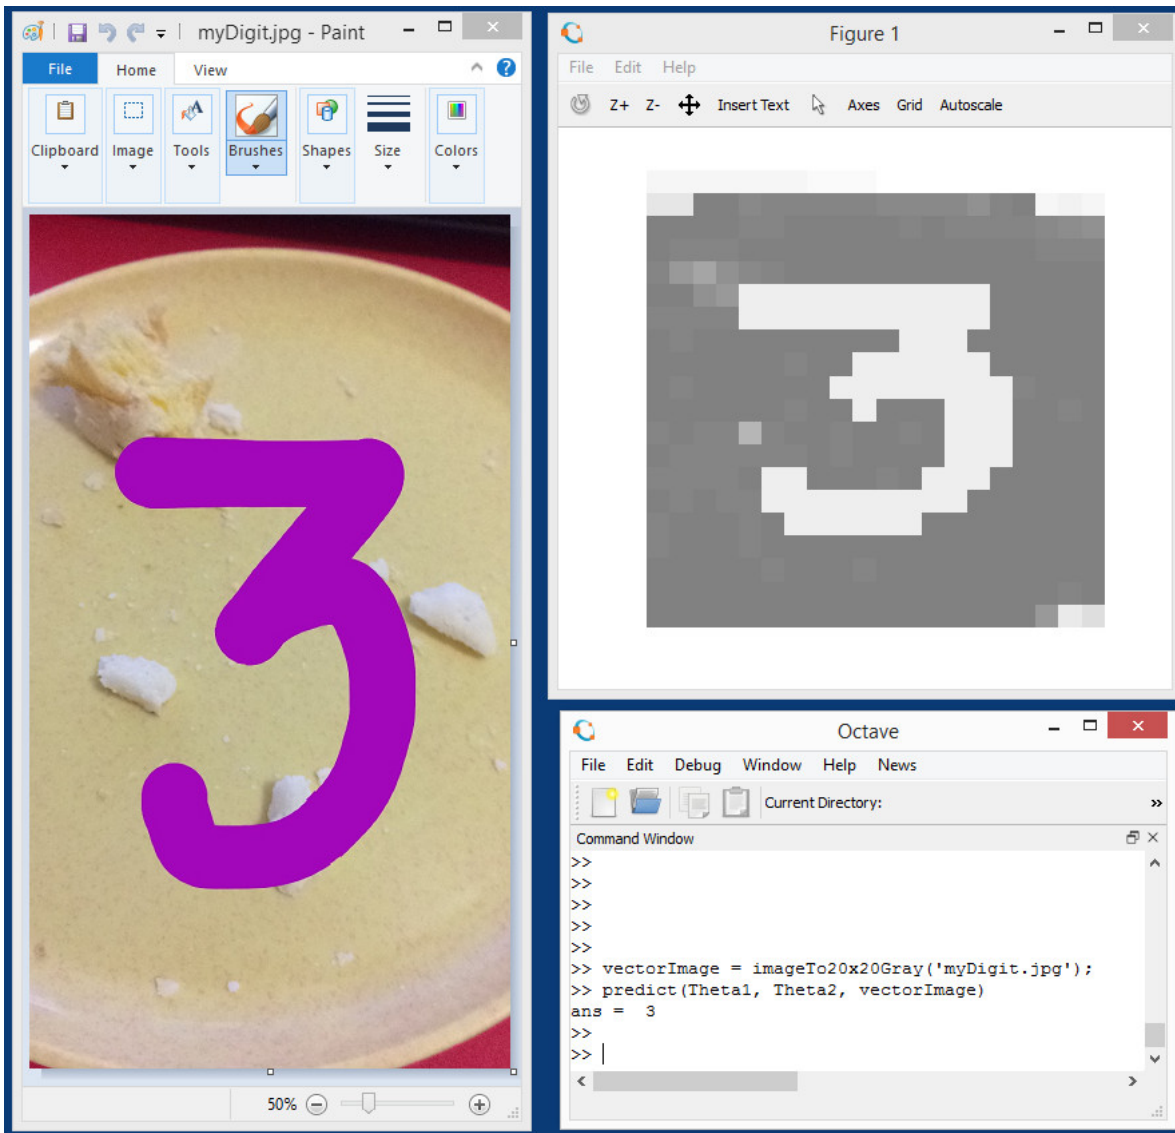 myDigit.jpg - Paint
File Home View
Clipboard Image Tools Brushes Shapes Size Colors
3
50%
Figure 1
File Edit Help
Z+ Z- Insert Text Axes Grid Autoscale
3
Octave
File Edit Debug Window Help News
Current Directory:
»
Command Window
>>
>>
>>
>>
>>
>> vectorImage = imageTo20x20Gray('myDigit.jpg');
>> predict(Theta1, Theta2, vectorImage)
ans =  3
>>
>>